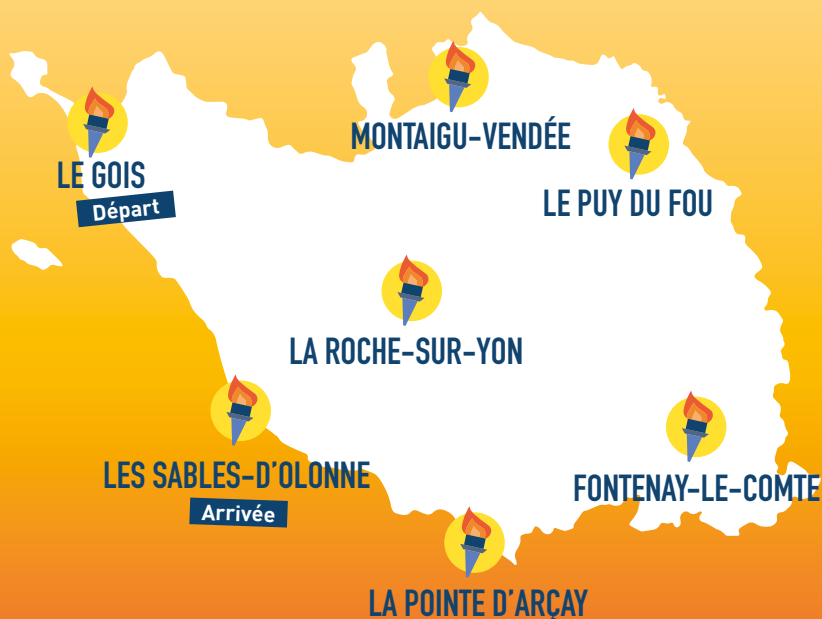 MONTAIGU-VENDÉE
LE GOIS
Départ
LE PUY DU FOU
LA ROCHE-SUR-YON
LES SABLES-D'OLONNE
Arrivée
FONTENAY-LE-COMTE
LA POINTE D'ARÇAY